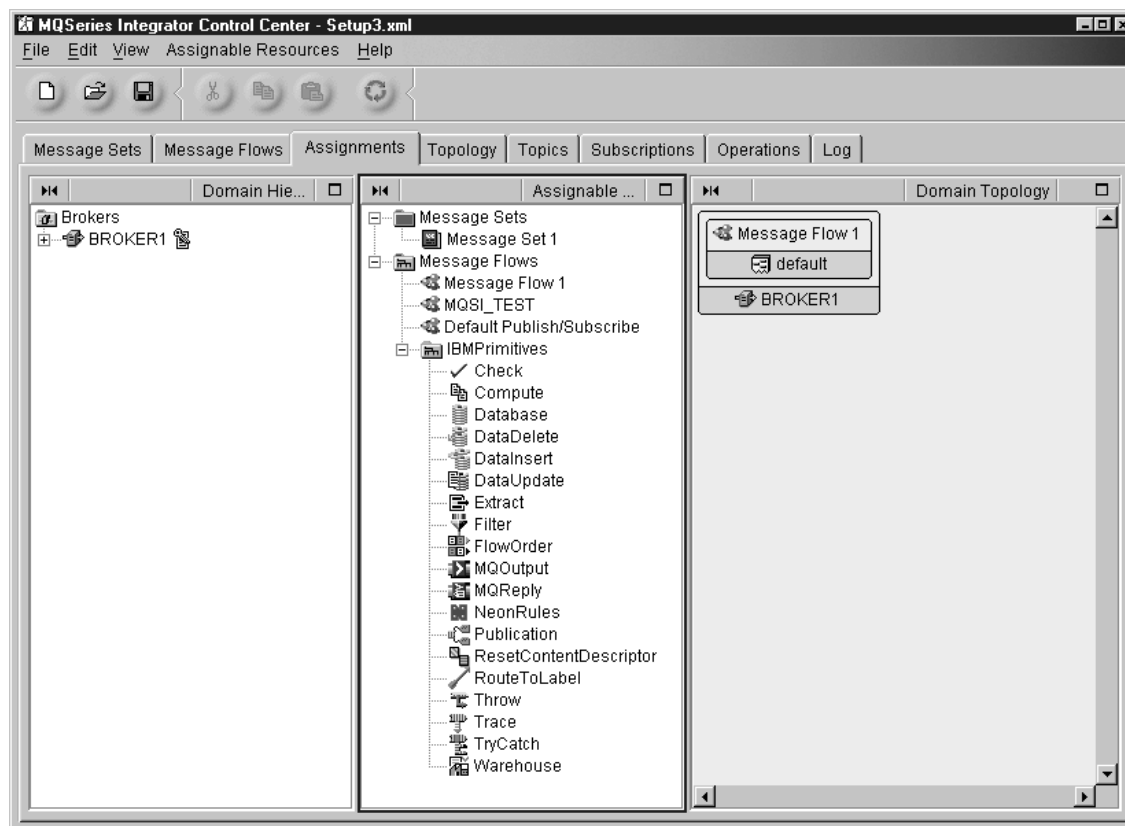 MQSeries Integrator Control Center - Setup3.xml
File Edit View Assignable Resources Help
Message Sets Message Flows Assignments Topology Topics Subscriptions Operations Log
Domain Hie...
Brokers
BROKER1
Assignable ...
Message Sets
Message Set 1
Message Flows
Message Flow 1
MQSI_TEST
Default Publish/Subscribe
IBMPrimitives
Check
Compute
Database
DataDelete
DataInsert
DataUpdate
Extract
Filter
FlowOrder
MQOutput
MQReply
NeonRules
Publication
ResetContentDescriptor
RouteToLabel
Throw
Trace
TryCatch
Warehouse
Domain Topology
Message Flow 1
default
BROKER1